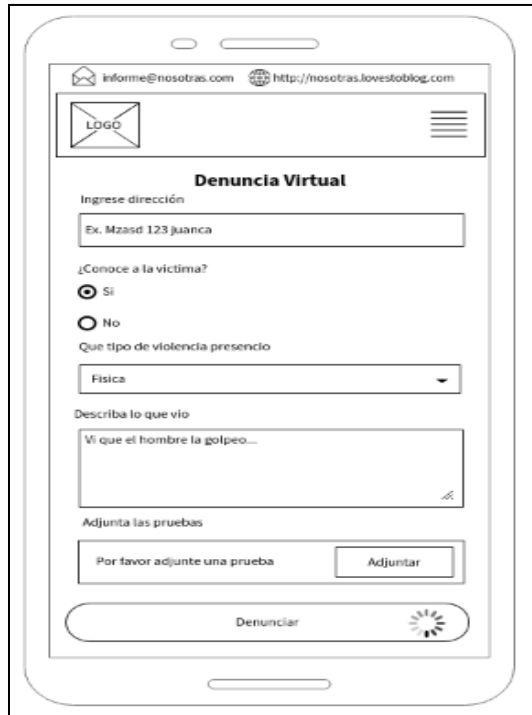 informe@nosotras.com http://nosotras.lovestoblog.com
LOGO
Denuncia Virtual
Ingrese dirección
Ex. Mzasd 123 juanca
¿Conoce a la victima?
Si
No
Que tipo de violencia presencio
Fisica
Describa lo que vio
Vi que el hombre la golpeo...
Adjunta las pruebas
Por favor adjunte una prueba Adjuntar
Denunciar